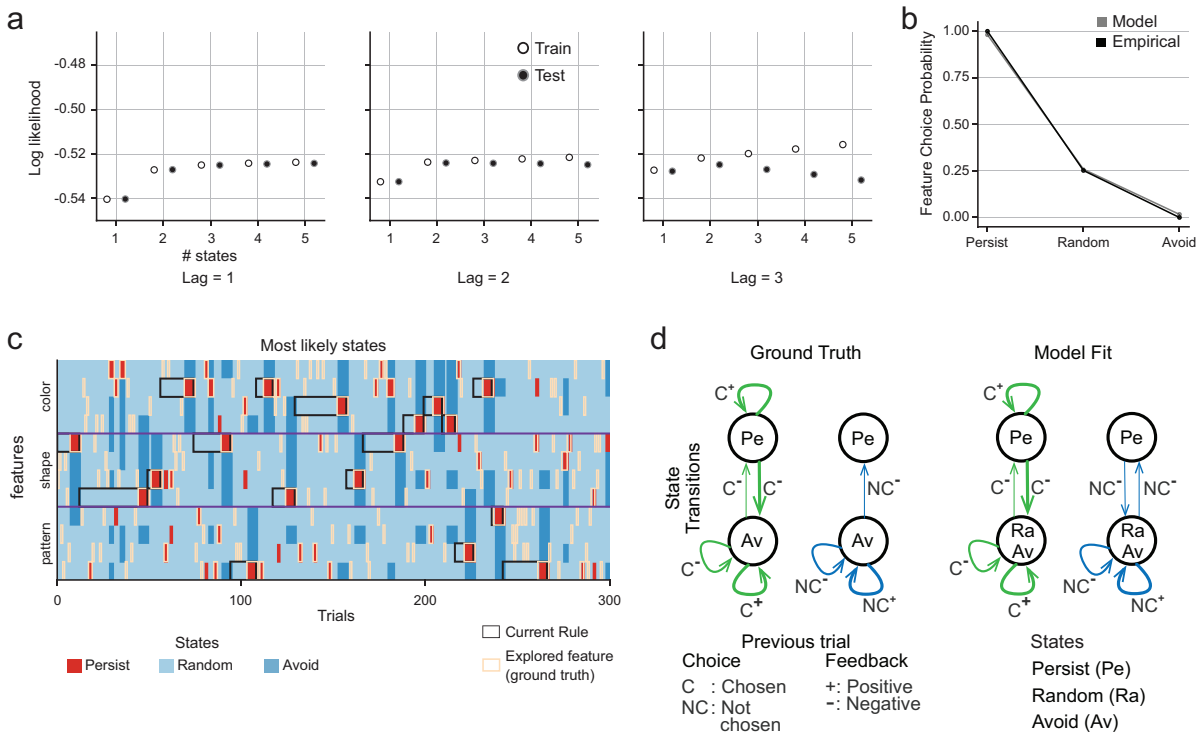 a
Log likelihood
-0.48
-0.50
-0.52
-0.54
Train
Test
1 2 3 4 5
1 2 3 4 5
1 2 3 4 5
# states
Lag = 1
Lag = 2
Lag = 3
b
Model
Empirical
Feature Choice Probability
1.00
0.75
0.50
0.25
0.00
Persist Random Avoid
c
Most likely states
features
color
shape
pattern
0 100 200 300
Trials
States
Persist Random Avoid
Current Rule
Explored feature
(ground truth)
d
Ground Truth
Model Fit
State
Transitions
C+
Pe
C-
C-
Av
C-
C+
Pe
NC-
Av
NC-
NC+
C+
Pe
C-
C-
Ra
Av
C-
C+
Pe
NC-
Ra
Av
NC-
NC+
Previous trial
Choice
C : Chosen
NC: Not
chosen
Feedback
+: Positive
-: Negative
States
Persist (Pe)
Random (Ra)
Avoid (Av)